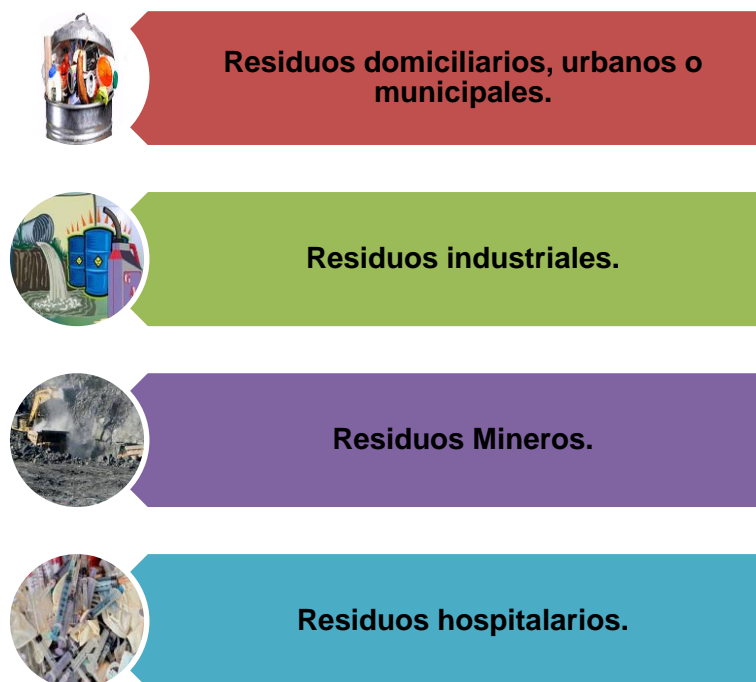 Residuos domiciliarios, urbanos o
municipales.
Residuos industriales.
Residuos Mineros.
Residuos hospitalarios.